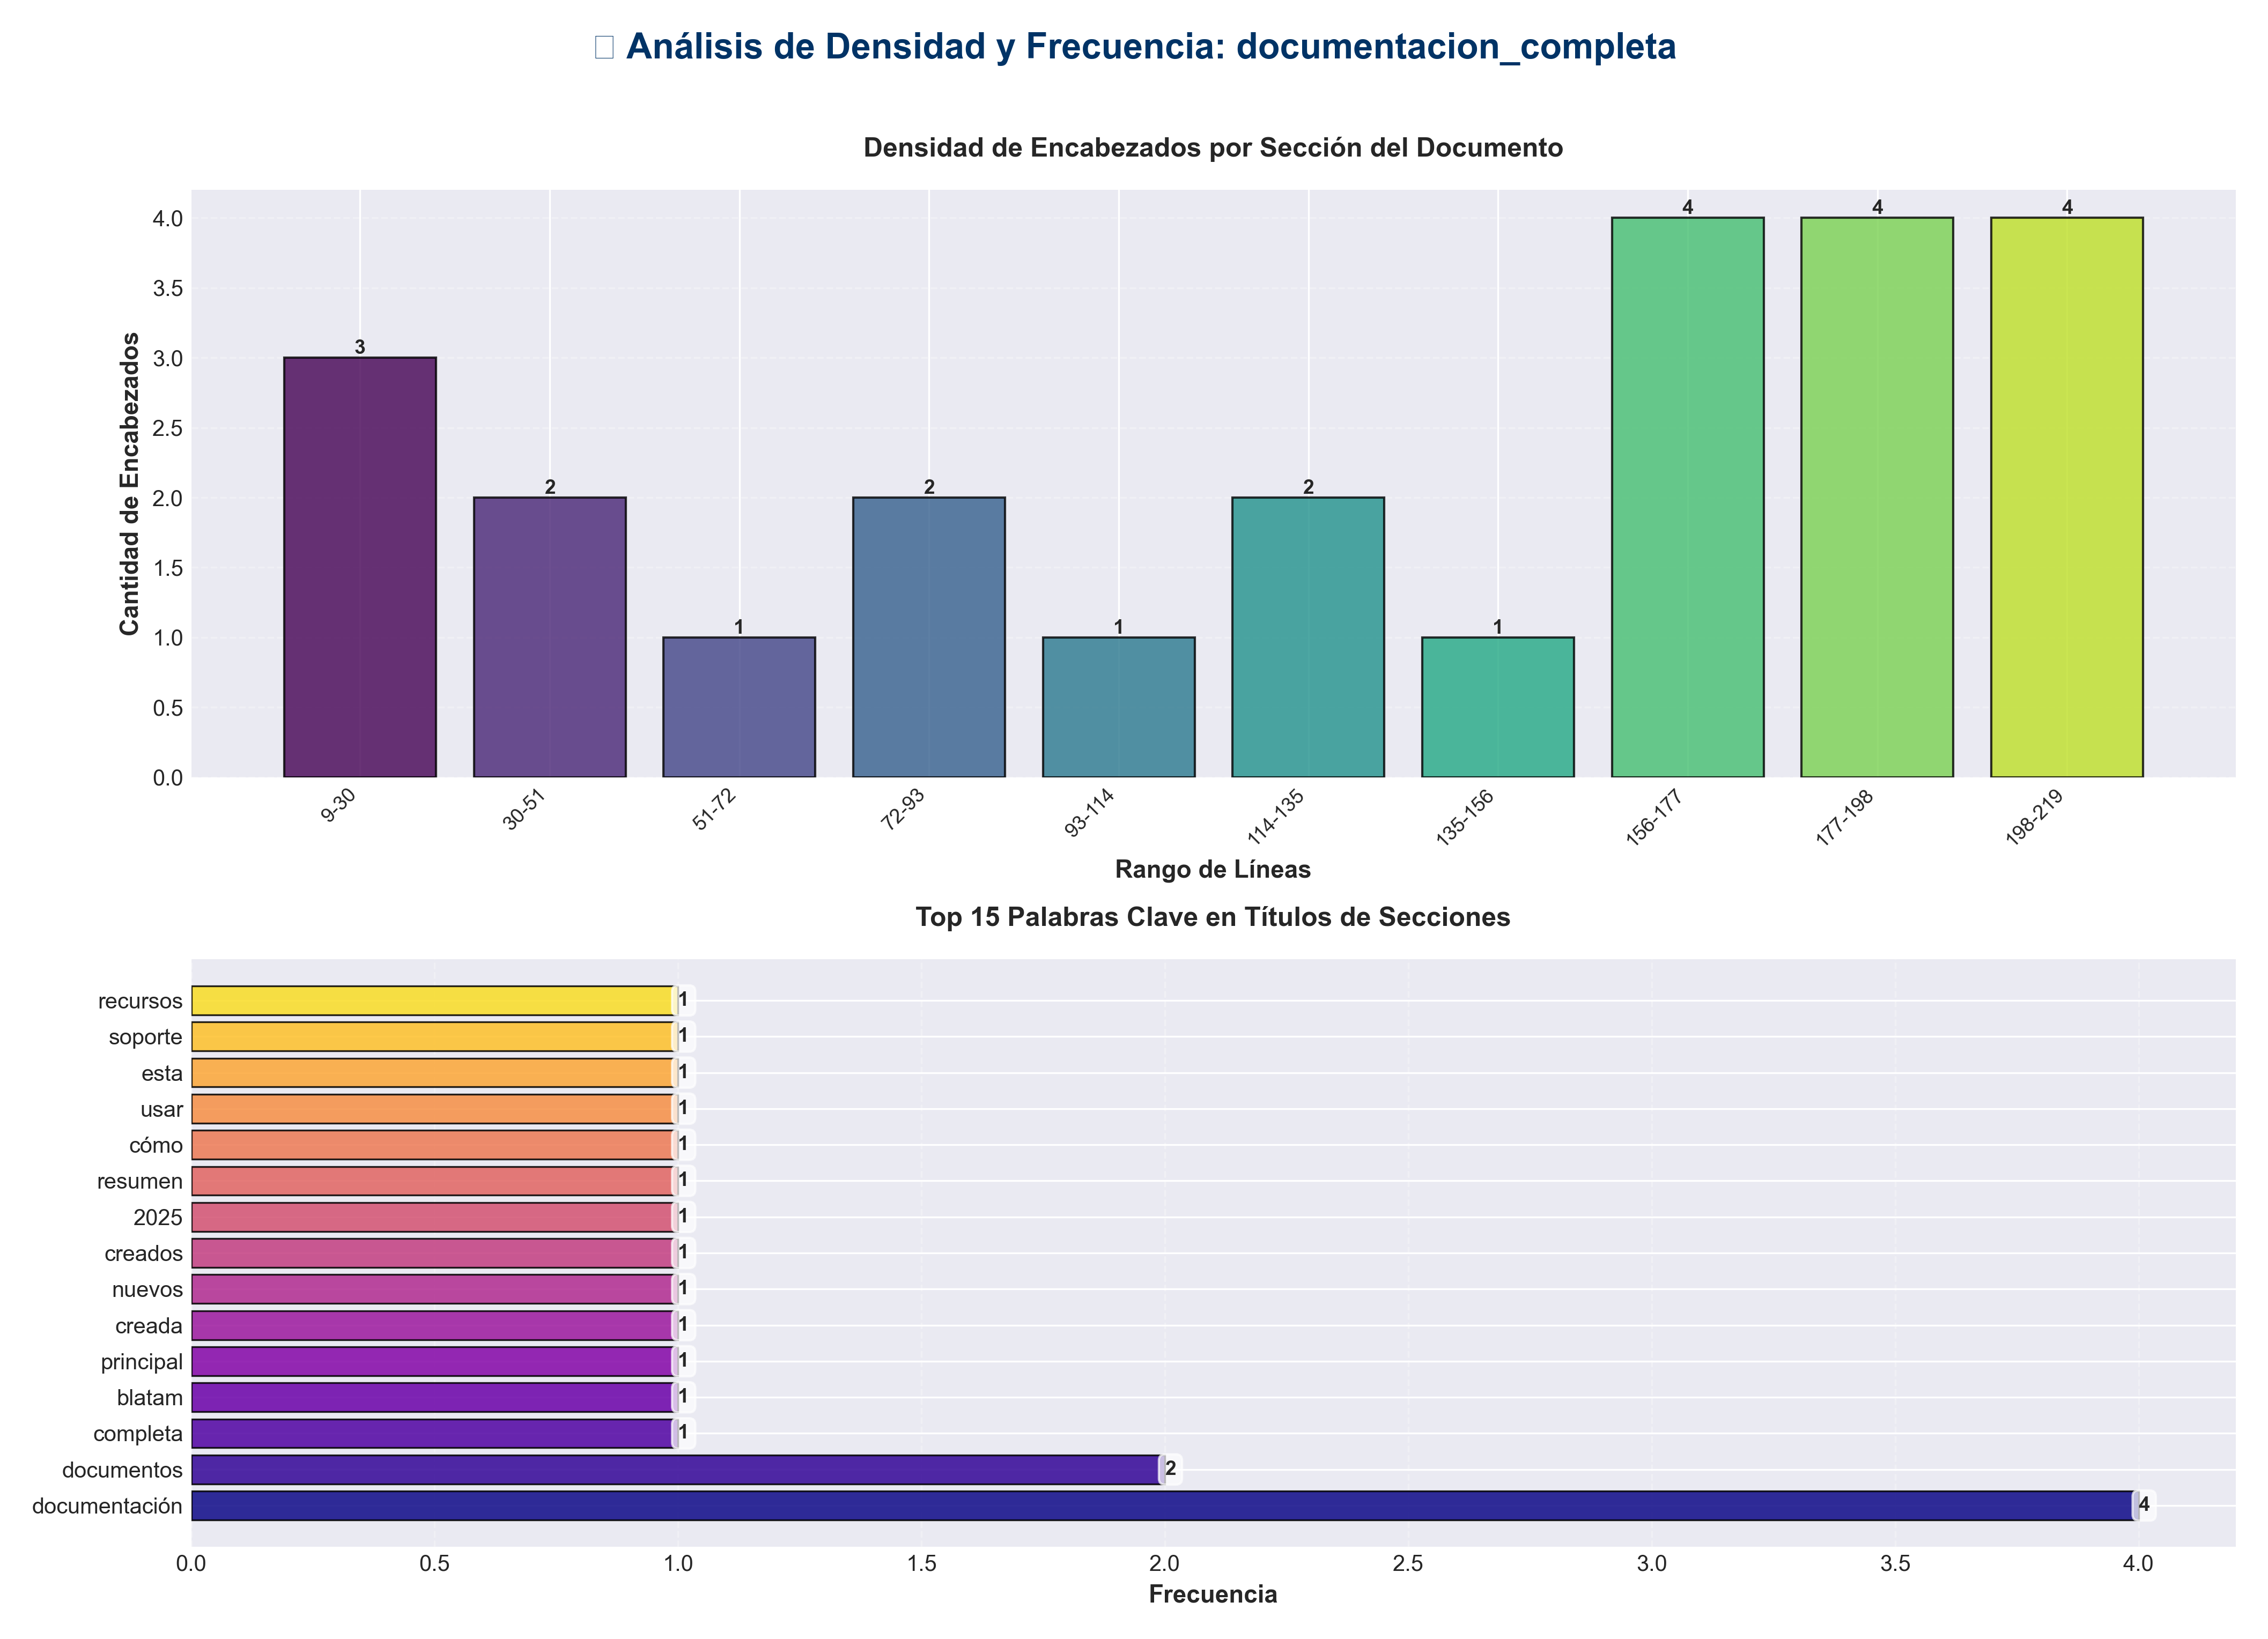 Análisis de Densidad y Frecuencia: documentacion_completa
Densidad de Encabezados por Sección del Documento
Cantidad de Encabezados
4.0
3.5
3.0
2.5
2.0
1.5
1.0
0.5
0.0
3
2
1
2
1
2
1
4
4
4
9-30
30-51
51-72
72-93
93-114
114-135
135-156
156-177
177-198
198-219
Rango de Líneas
Top 15 Palabras Clave en Títulos de Secciones
recursos 1
soporte 1
esta 1
usar 1
cómo 1
resumen 1
2025 1
creados 1
nuevos 1
creada 1
principal 1
blatam 1
completa 1
documentos 2
documentación 4
0.0 0.5 1.0 1.5 2.0 2.5 3.0 3.5 4.0
Frecuencia